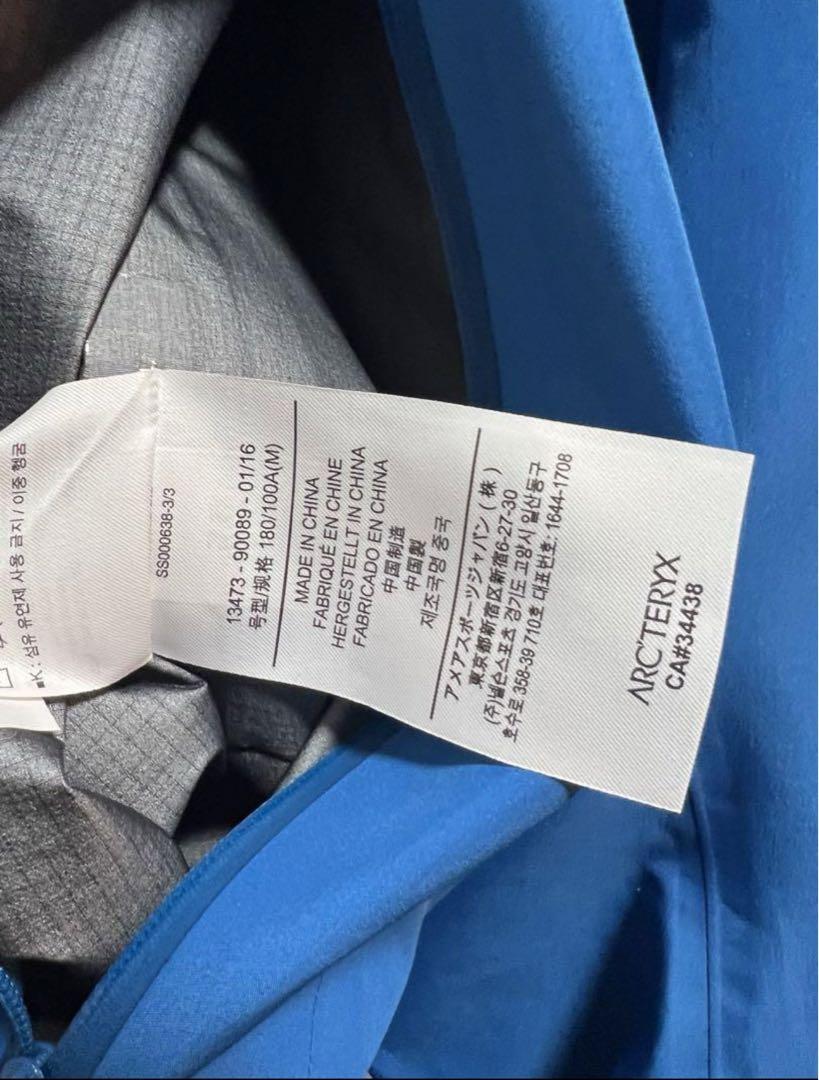 K: 섬유 유연제 사용 금지 / 이중 헹굼
SS000638-3/3
13473 - 90089 - 01/16
号型/规格 180/100A(M)
MADE IN CHINA
FABRIQUÉ EN CHINE
HERGESTELLT IN CHINA
FABRICADO EN CHINA
中国制造
中国製
제조국명 중국
アメアスポーツジャパン ( 株 )
東京都新宿区新宿6-27-30
(주)넬슨스포츠 경기도 고양시 일산동구
호수로 358-39 710호 대표번호: 1644-1708
ARC'TERYX
CA#34438